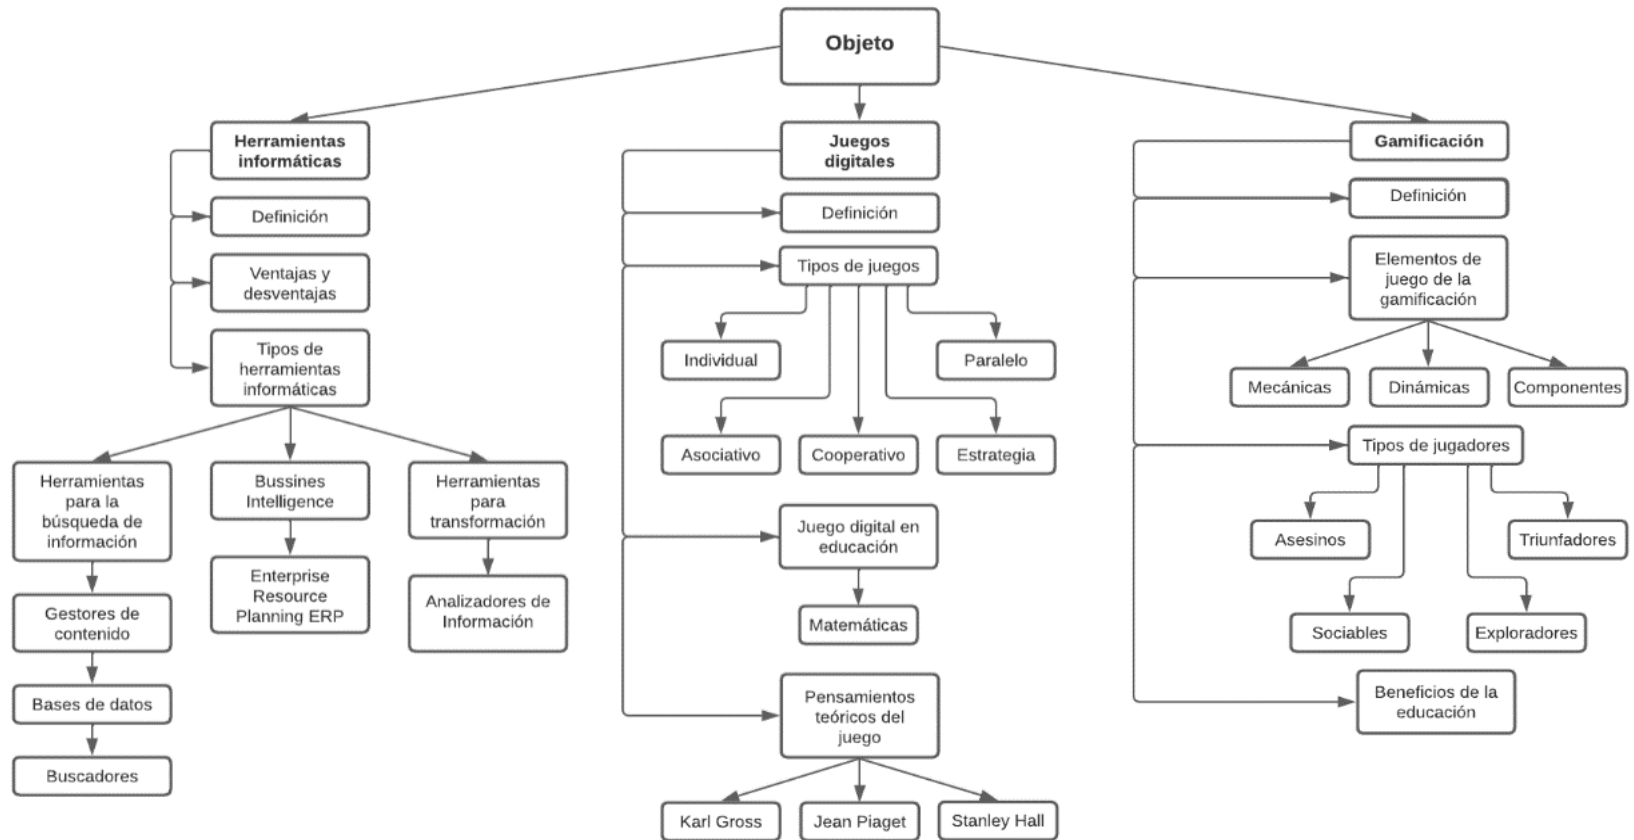 Objeto
Herramientas
informáticas
Definición
Ventajas y
desventajas
Tipos de
herramientas
informáticas
Herramientas
para la
búsqueda de
información
Gestores de
contenido
Bases de datos
Buscadores
Bussines
Intelligence
Enterprise
Resource
Planning ERP
Herramientas
para
transformación
Analizadores de
Información
Juegos
digitales
Definición
Tipos de juegos
Individual
Paralelo
Asociativo
Cooperativo
Estrategia
Juego digital en
educación
Matemáticas
Pensamientos
teóricos del
juego
Karl Gross
Jean Piaget
Stanley Hall
Gamificación
Definición
Elementos de
juego de la
gamificación
Mecánicas
Dinámicas
Componentes
Tipos de jugadores
Asesinos
Triunfadores
Sociables
Exploradores
Beneficios de la
educación